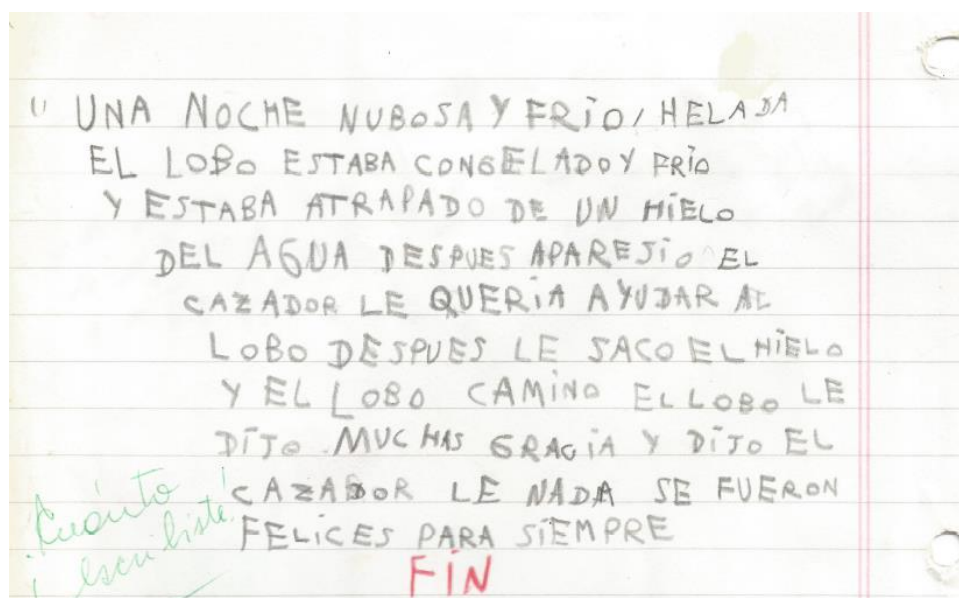 " UNA NOCHE NUBOSA Y FRÍO, HELADA
EL LOBO ESTABA CONGELADO Y FRÍO
Y ESTABA ATRAPADO DE UN HIELO
DEL AGUA DESPUES APARESIO EL
CAZADOR LE QUERIA AYUDAR AL
LOBO DESPUES LE SACO EL HIELO
Y EL LOBO CAMINO EL LOBO LE
DIJO MUCHAS GRACIA Y DIJO EL
CAZADOR LE NADA SE FUERON
FELICES PARA SIEMPRE
FIN
¡Cuánto
escribiste!